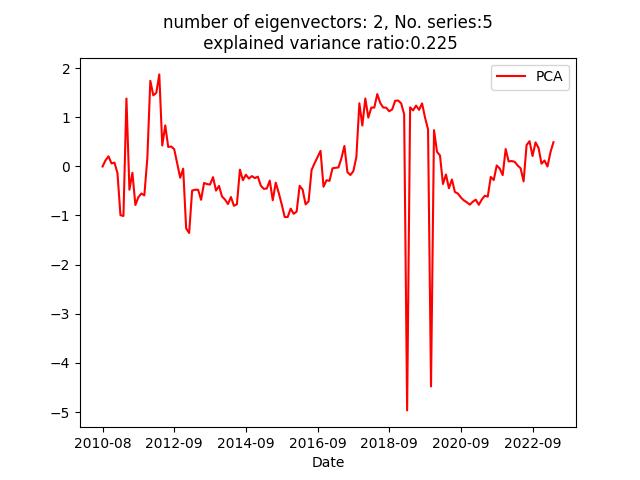 number of eigenvectors: 2, No. series:5
explained variance ratio:0.225
PCA
2
1
0
−1
−2
−3
−4
−5
2010-08 2012-09 2014-09 2016-09 2018-09 2020-09 2022-09
Date